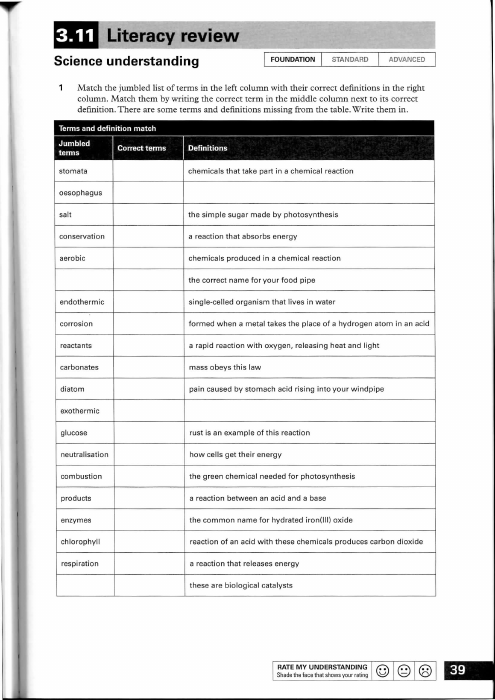 3.11 Literacy review
Science understanding
FOUNDATION STANDARD ADVANCED
1 Match the jumbled list of terms in the left column with their correct definitions in the right
column. Match them by writing the correct term in the middle column next to its correct
definition. There are some terms and definitions missing from the table. Write them in.
Terms and definition match
Jumbled terms Correct terms Definitions
stomata chemicals that take part in a chemical reaction
oesophagus
salt the simple sugar made by photosynthesis
conservation a reaction that absorbs energy
aerobic chemicals produced in a chemical reaction
the correct name for your food pipe
endothermic single-celled organism that lives in water
corrosion formed when a metal takes the place of a hydrogen atom in an acid
reactants a rapid reaction with oxygen, releasing heat and light
carbonates mass obeys this law
diatom pain caused by stomach acid rising into your windpipe
exothermic
glucose rust is an example of this reaction
neutralisation how cells get their energy
combustion the green chemical needed for photosynthesis
products a reaction between an acid and a base
enzymes the common name for hydrated iron(III) oxide
chlorophyll reaction of an acid with these chemicals produces carbon dioxide
respiration a reaction that releases energy
these are biological catalysts
RATE MY UNDERSTANDING
Shade the face that shows your rating
39